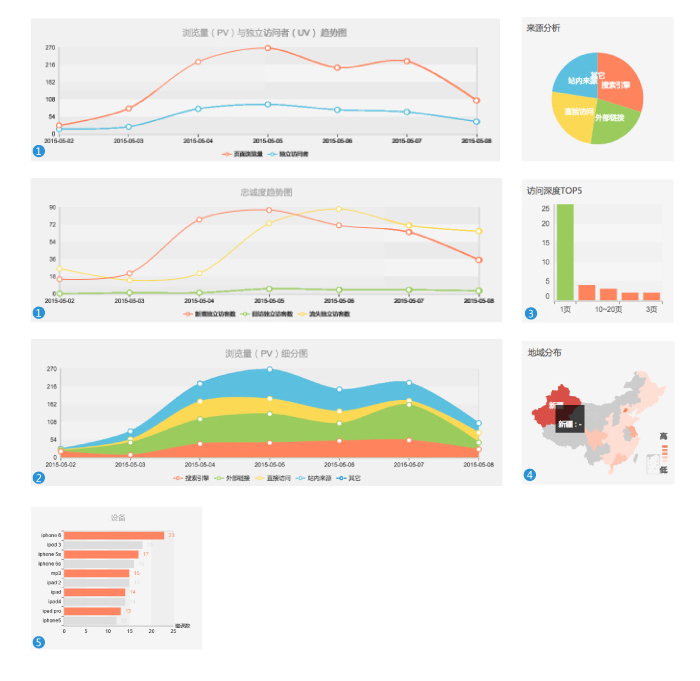 浏览量（PV）与独立访问者（UV）趋势图
270
216
162
108
54
0
2015-05-02 2015-05-03 2015-05-04 2015-05-05 2015-05-06 2015-05-07 2015-05-08
页面浏览量 独立访问者
1
来源分析
其它
站内来源
搜索引擎
直接访问
外部链接
忠诚度趋势图
90
72
54
36
18
0
2015-05-02 2015-05-03 2015-05-04 2015-05-05 2015-05-06 2015-05-07 2015-05-08
新增独立访客数 回访独立访客数 流失独立访客数
1
访问深度TOP5
25
20
15
10
5
0
1页 10~20页 3页
3
浏览量（PV）细分图
270
216
162
108
54
0
2015-05-02 2015-05-03 2015-05-04 2015-05-05 2015-05-06 2015-05-07 2015-05-08
搜索引擎 外部链接 直接访问 站内来源 其它
2
地域分布
新疆
新疆 : -
高
低
4
设备
iphone 6 23
ipod 3
iphone 5s 17
iphone 6s
mp3 15
ipad 2
ipad 14
ipod4
ipad pro 13
iphone5
0 5 10 15 20 25
5